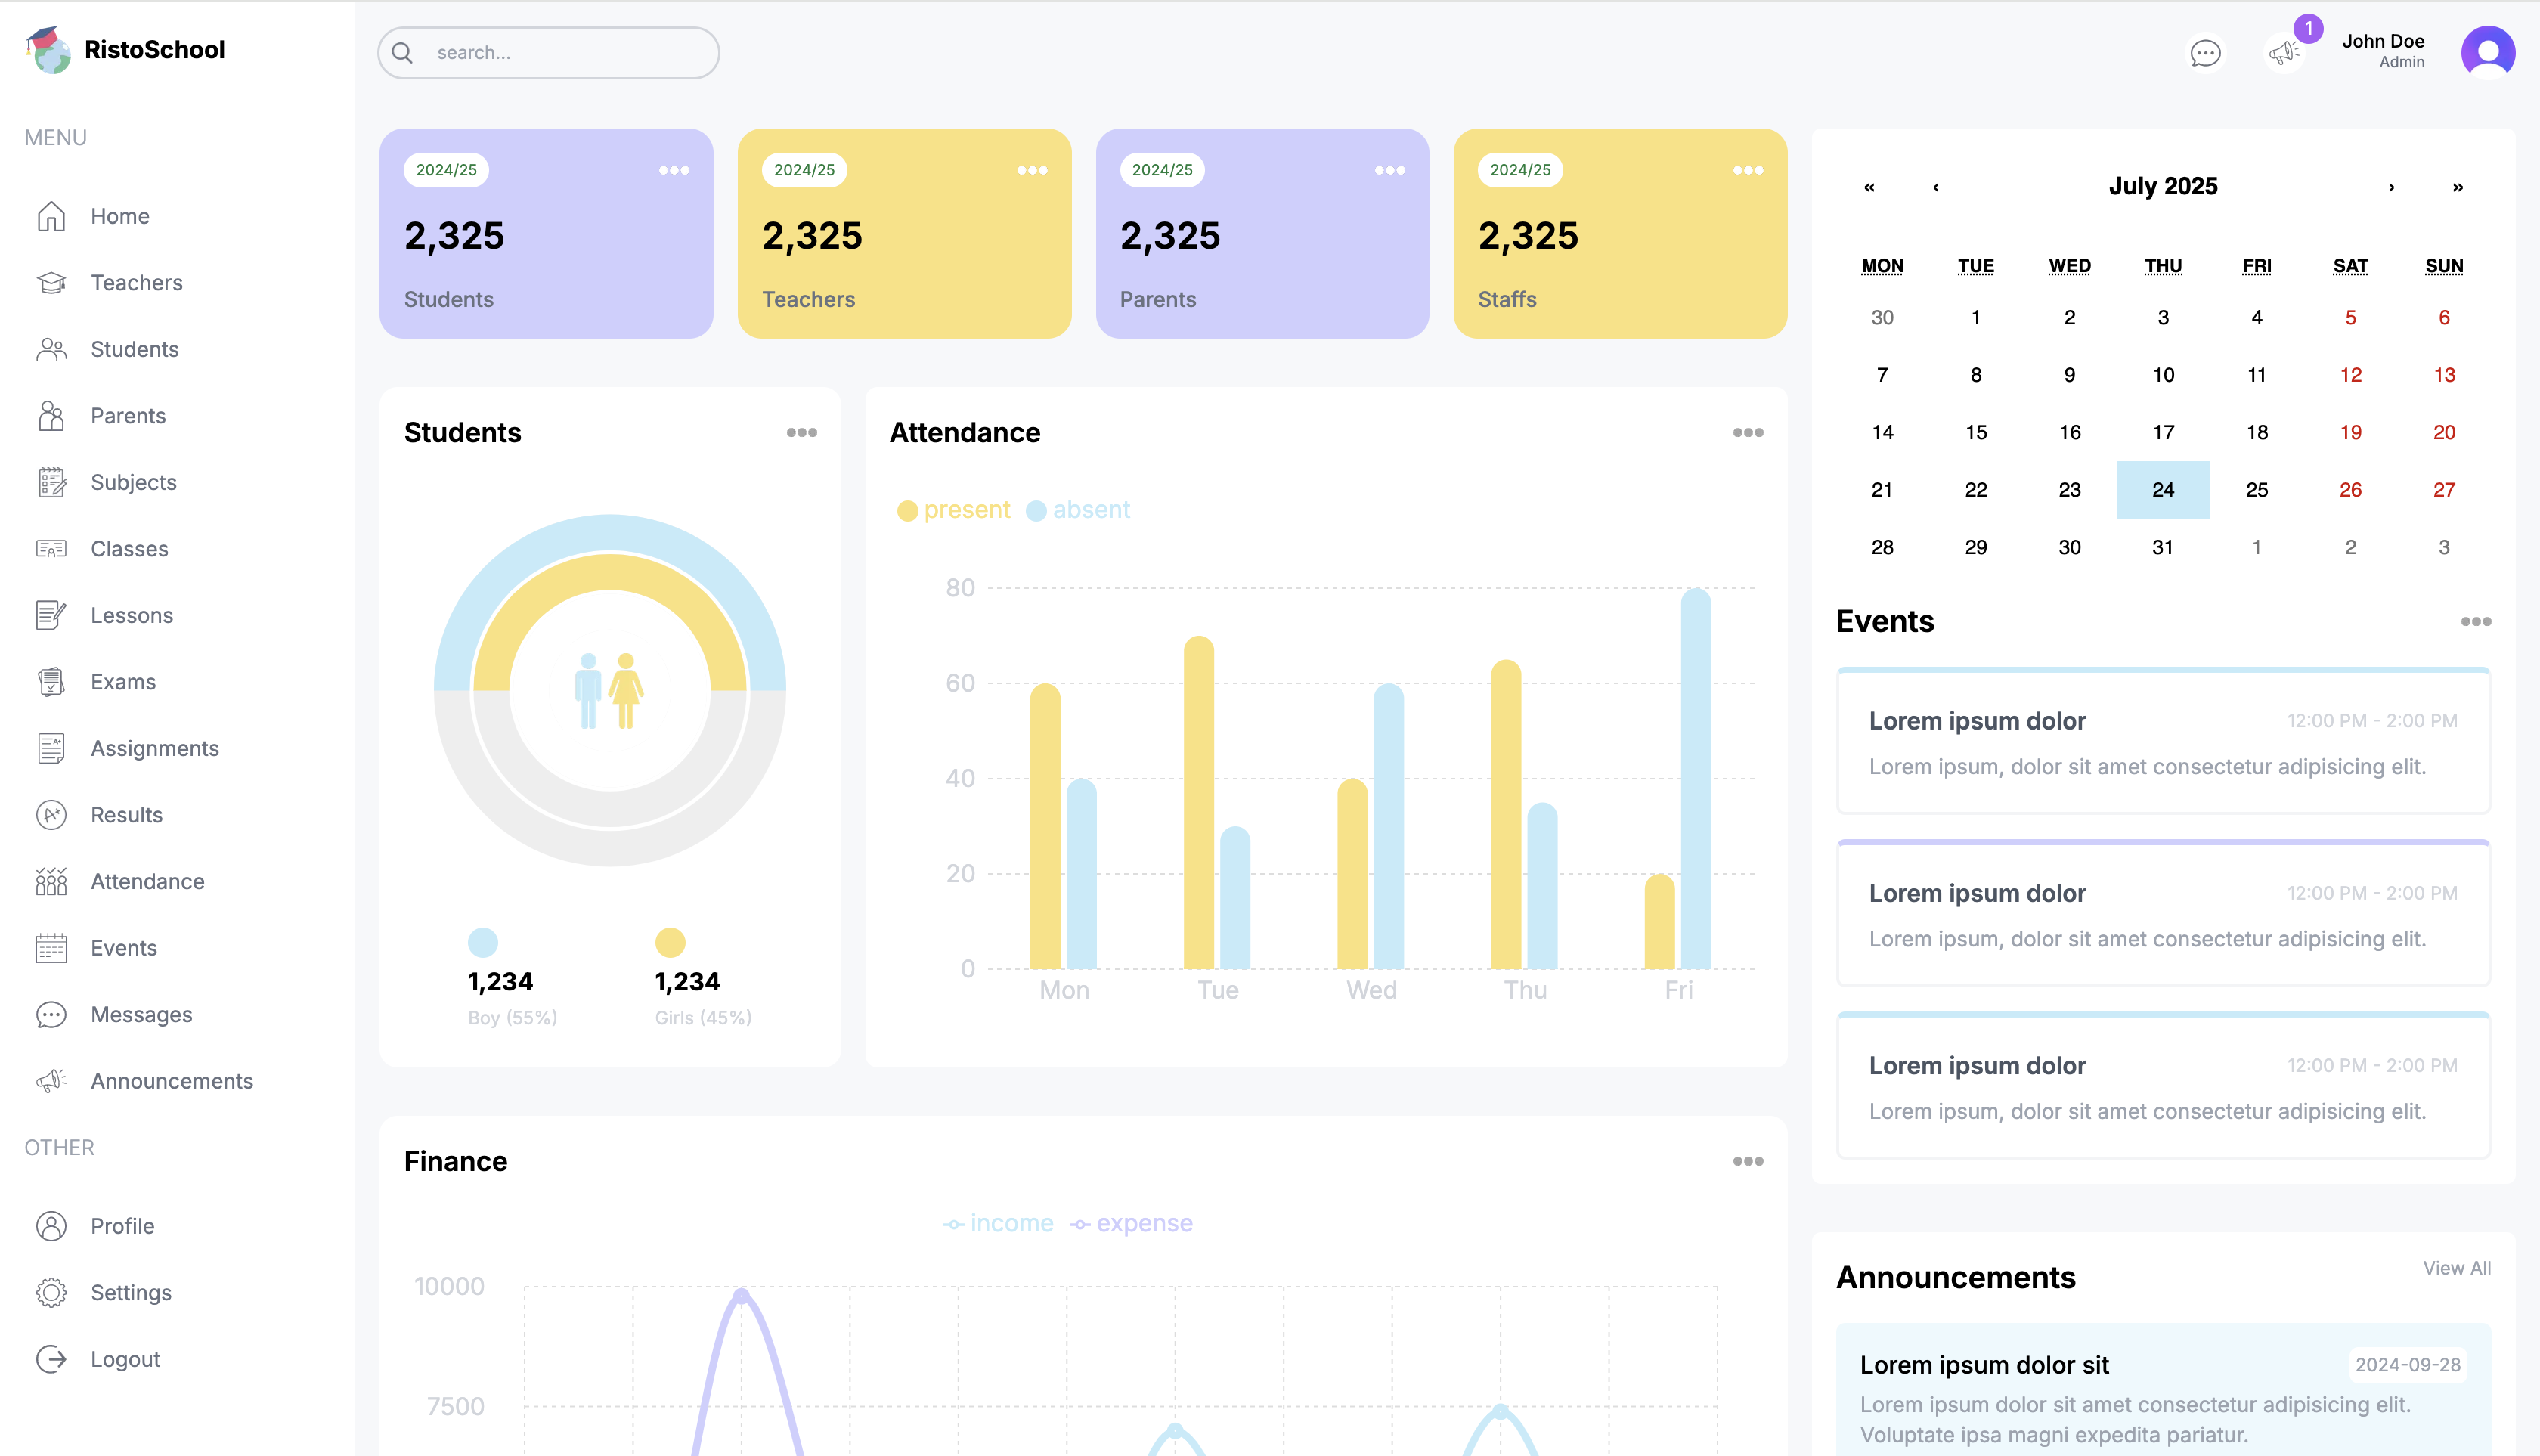 RistoSchool
MENU
Home
Teachers
Students
Parents
Subjects
Classes
Lessons
Exams
Assignments
Results
Attendance
Events
Messages
Announcements
OTHER
Profile
Settings
Logout
search...
1
John Doe
Admin
2024/25
2,325
Students
2024/25
2,325
Teachers
2024/25
2,325
Parents
2024/25
2,325
Staffs
Students
1,234
Boy (55%)
1,234
Girls (45%)
Attendance
present absent
80
60
40
20
0
Mon Tue Wed Thu Fri
Finance
income expense
10000
7500
« ‹ July 2025 › »
MON TUE WED THU FRI SAT SUN
30 1 2 3 4 5 6
7 8 9 10 11 12 13
14 15 16 17 18 19 20
21 22 23 24 25 26 27
28 29 30 31 1 2 3
Events
Lorem ipsum dolor 12:00 PM - 2:00 PM
Lorem ipsum, dolor sit amet consectetur adipisicing elit.
Lorem ipsum dolor 12:00 PM - 2:00 PM
Lorem ipsum, dolor sit amet consectetur adipisicing elit.
Lorem ipsum dolor 12:00 PM - 2:00 PM
Lorem ipsum, dolor sit amet consectetur adipisicing elit.
Announcements View All
Lorem ipsum dolor sit 2024-09-28
Lorem ipsum dolor sit amet consectetur adipisicing elit.
Voluptate ipsa magni expedita pariatur.